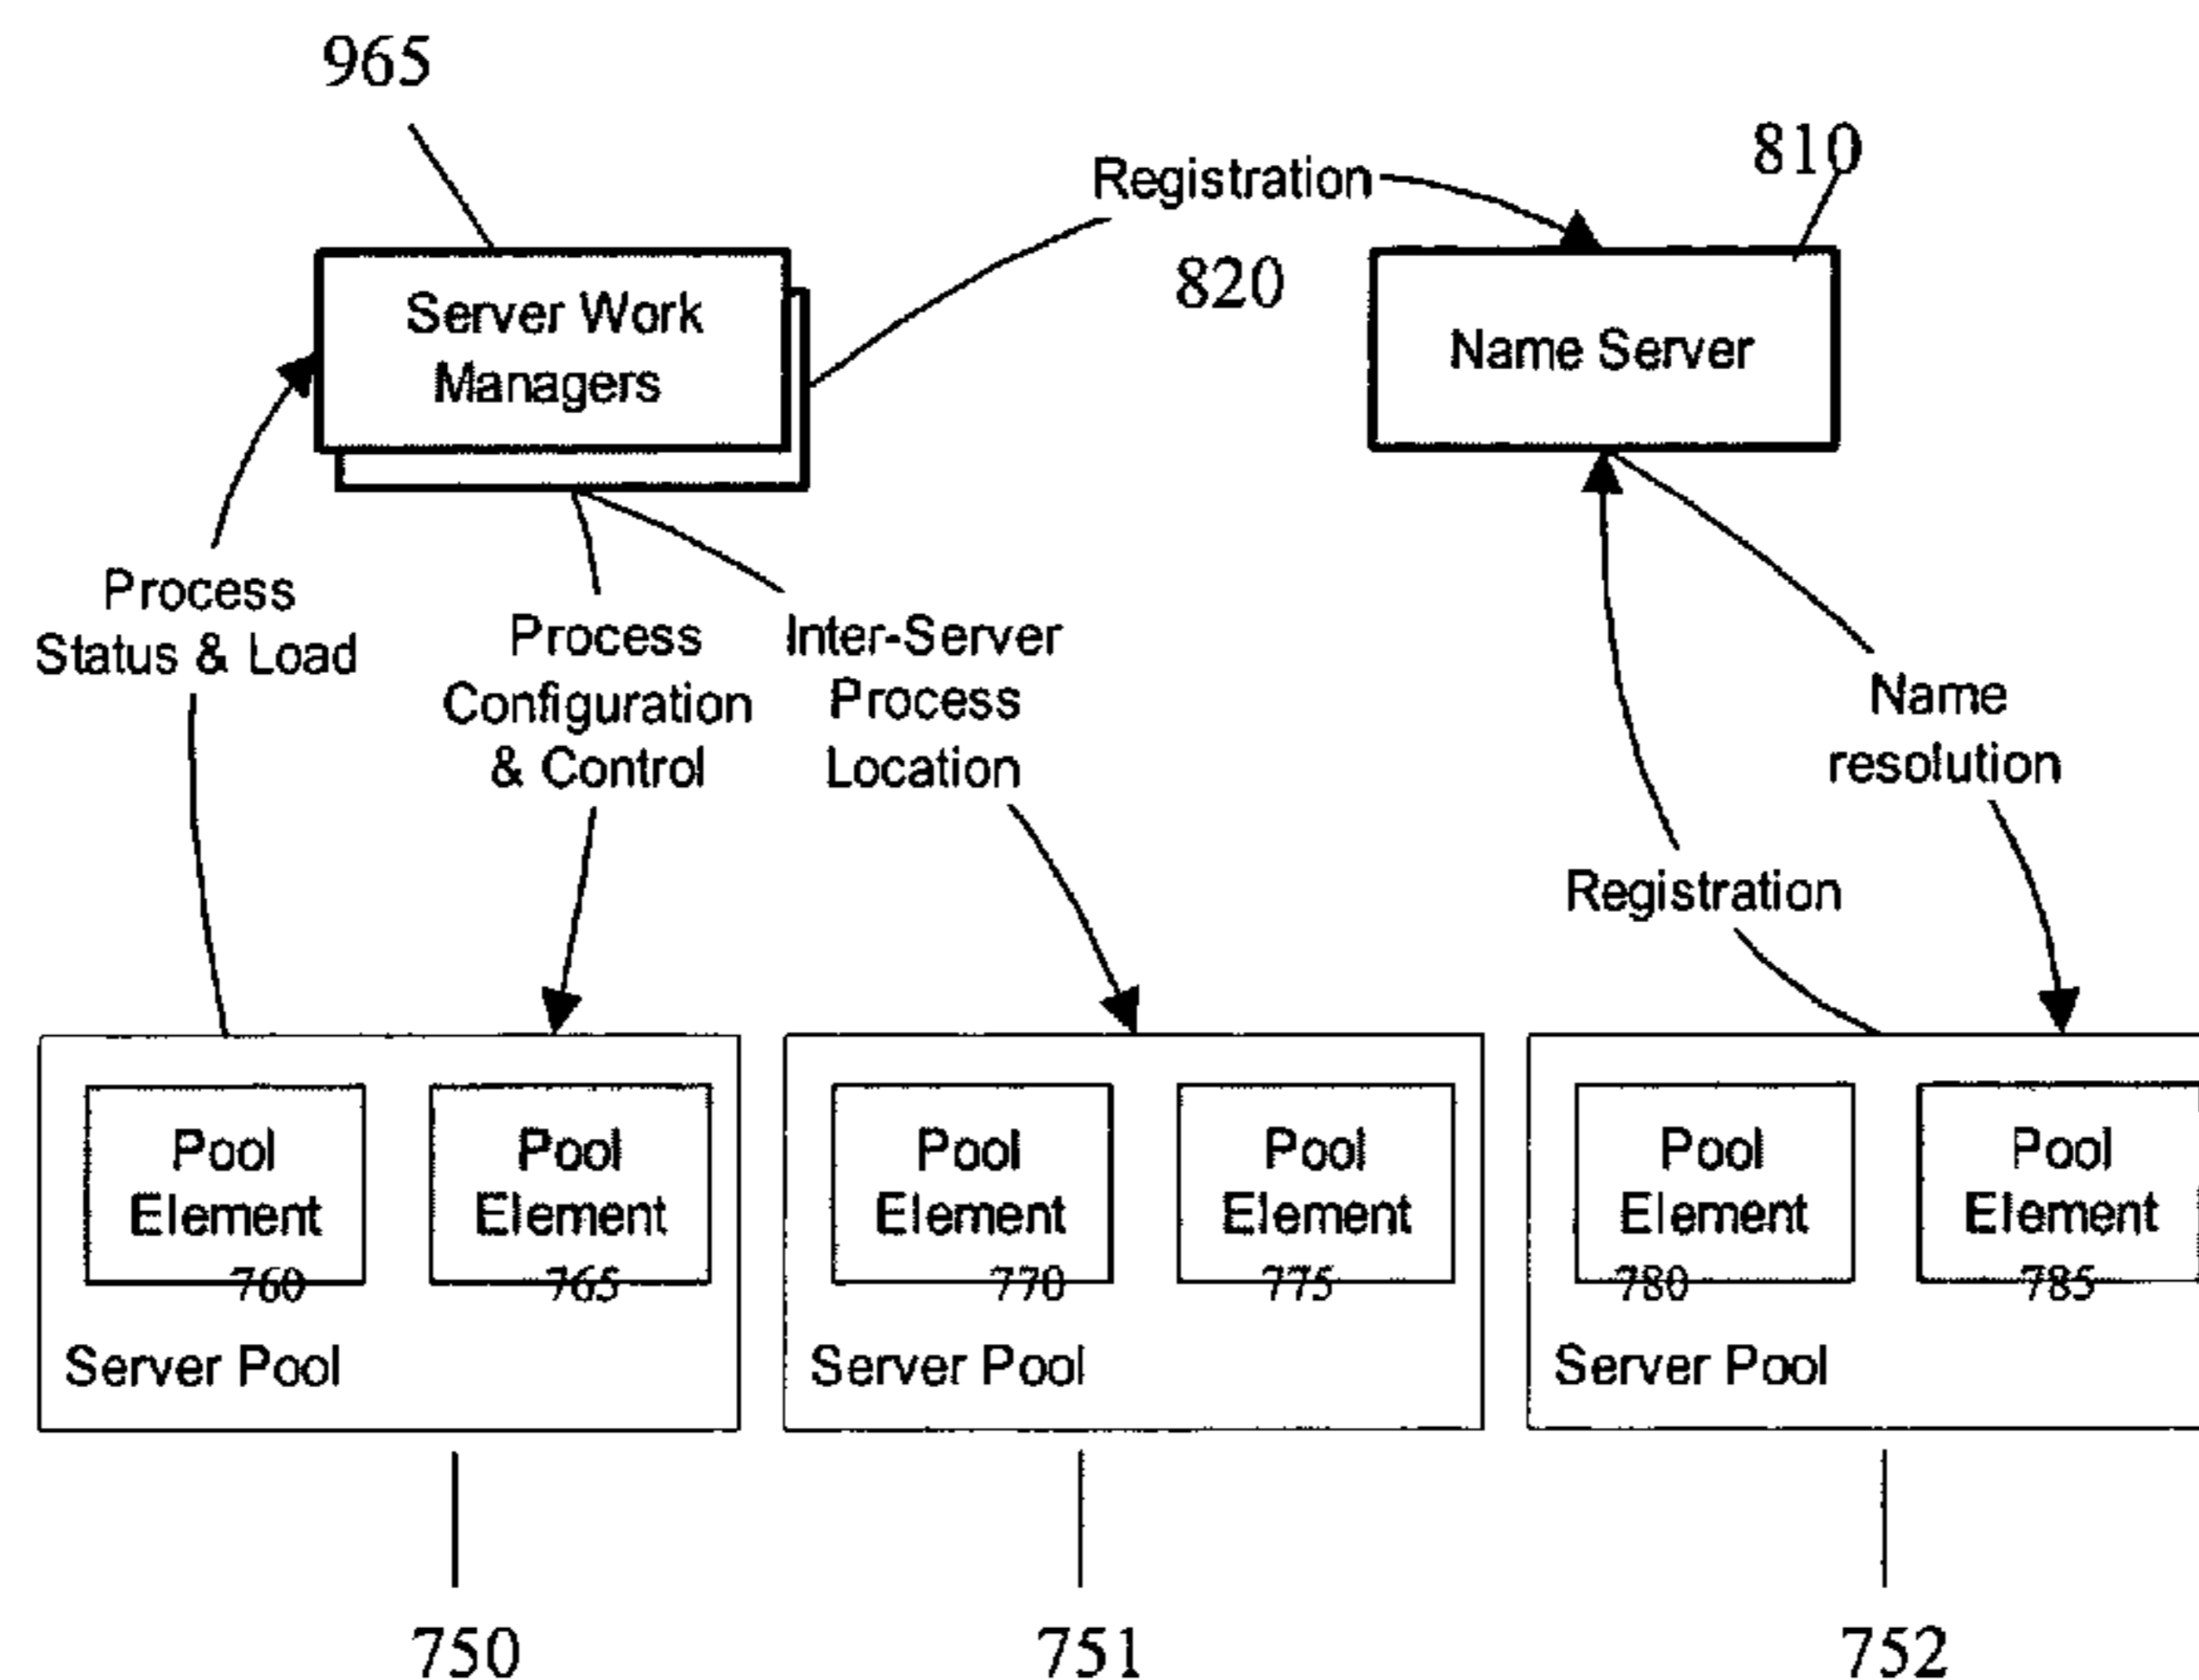 965
810
Registration
820
Server Work
Managers
Name Server
Process
Status & Load
Process
Configuration
& Control
Inter-Server
Process
Location
Name
resolution
Registration
Pool
Element
760
Pool
Element
765
Server Pool
Pool
Element
770
Pool
Element
775
Server Pool
Pool
Element
780
Pool
Element
785
Server Pool
750
751
752